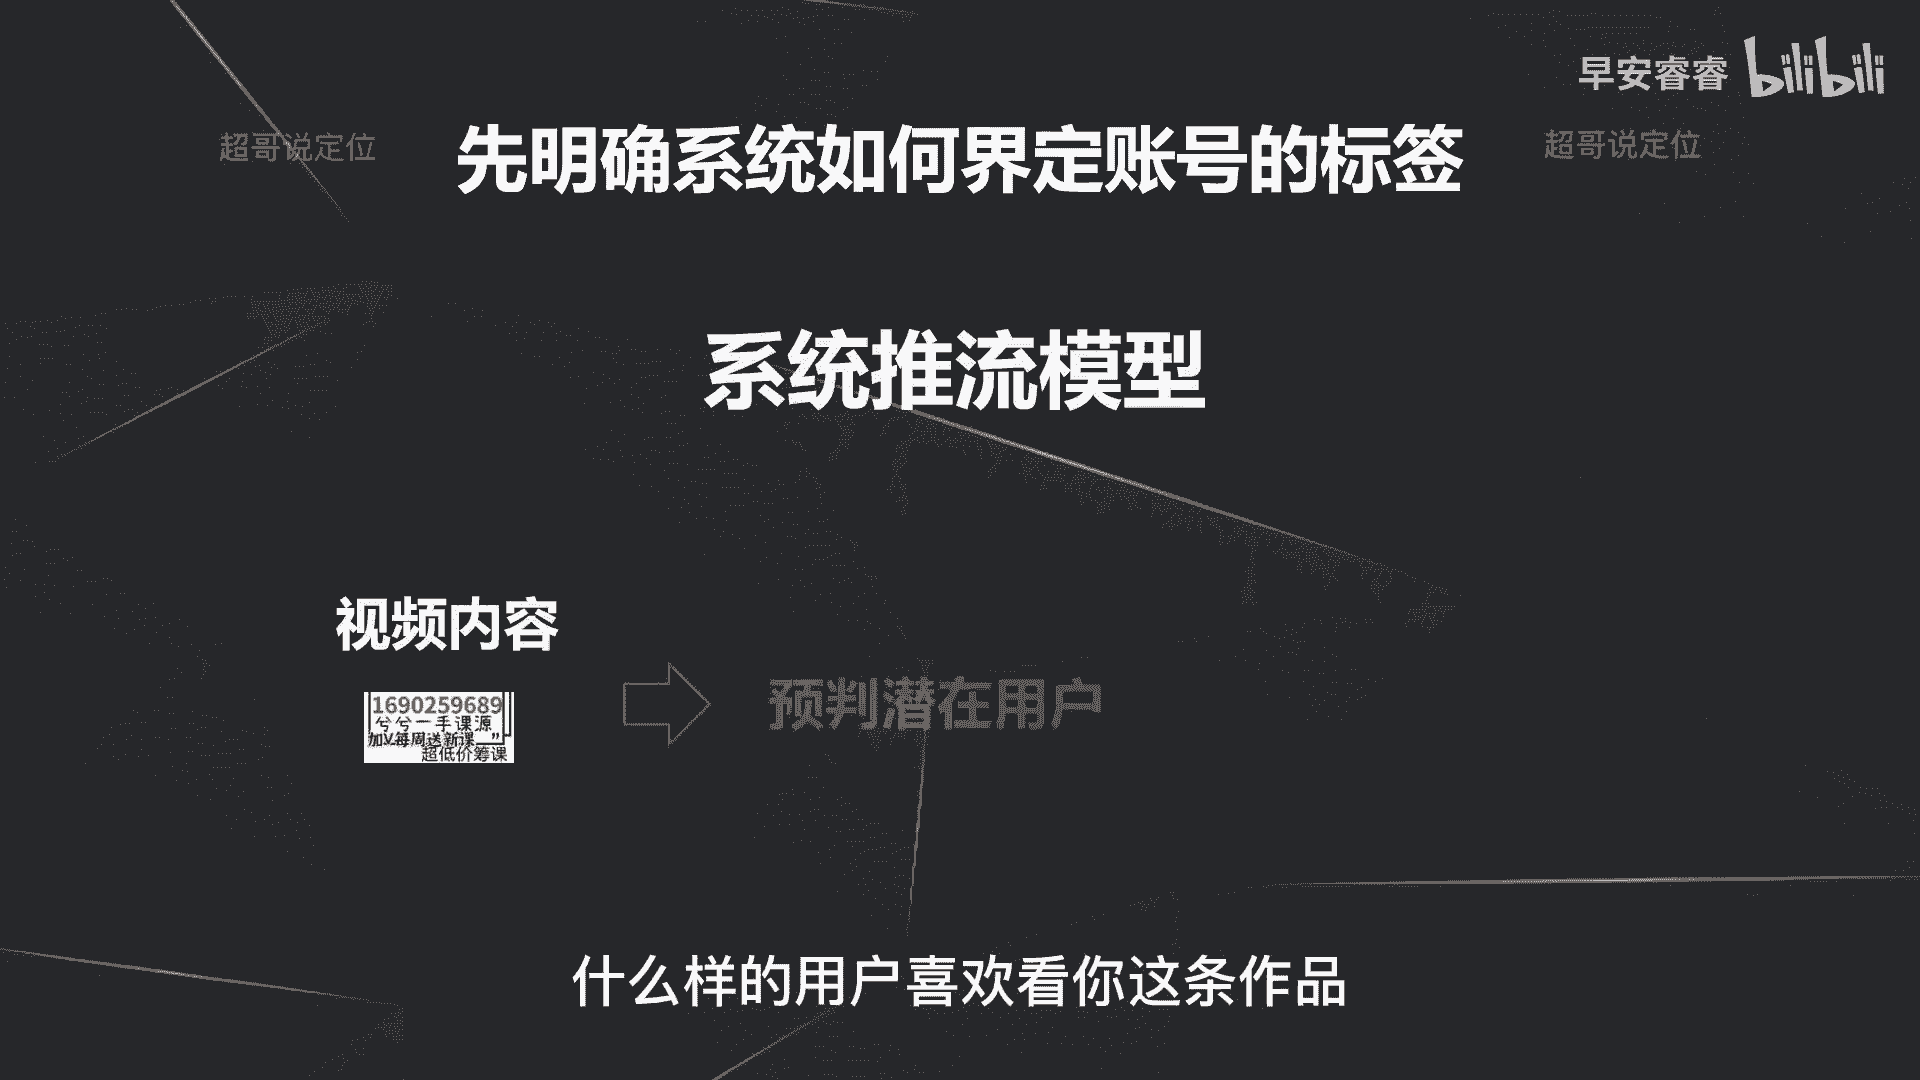 早安睿睿 bilibili
超哥说定位
先明确系统如何界定账号的标签
超哥说定位
系统推流模型
视频内容
1690259689
兮兮一手课源
加V每周送新课
超低价筹课
预判潜在用户
什么样的用户喜欢看你这条作品